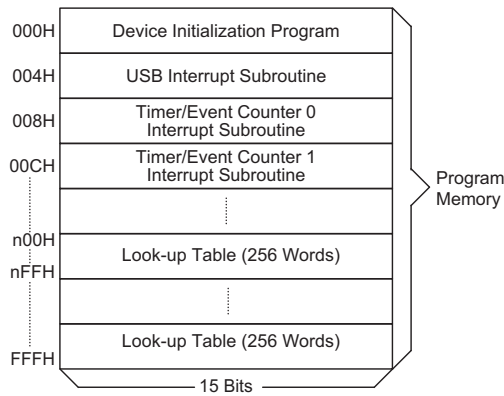 000H
Device Initialization Program
004H
USB Interrupt Subroutine
008H
Timer/Event Counter 0
Interrupt Subroutine
00CH
Timer/Event Counter 1
Interrupt Subroutine
Program
Memory
n00H
Look-up Table (256 Words)
nFFH
Look-up Table (256 Words)
FFFH
15 Bits